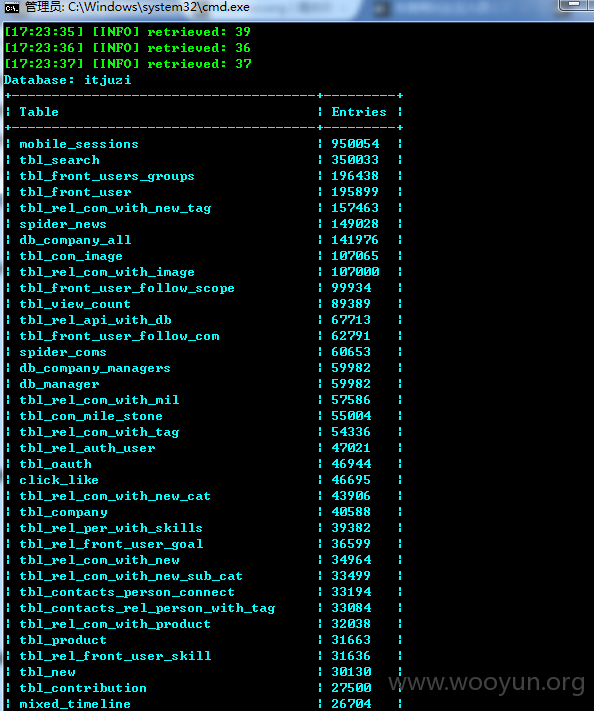 管理员: C:\Windows\system32\cmd.exe
[17:23:35] [INFO] retrieved: 39
[17:23:36] [INFO] retrieved: 36
[17:23:37] [INFO] retrieved: 37
Database: itjuzi
+--------------------------------------+---------+
| Table | Entries |
+--------------------------------------+---------+
| mobile_sessions | 950054 |
| tbl_search | 350033 |
| tbl_front_users_groups | 196438 |
| tbl_front_user | 195899 |
| tbl_rel_com_with_new_tag | 157463 |
| spider_news | 149028 |
| db_company_all | 141976 |
| tbl_com_image | 107065 |
| tbl_rel_com_with_image | 107000 |
| tbl_front_user_follow_scope | 99934 |
| tbl_view_count | 89389 |
| tbl_rel_api_with_db | 67713 |
| tbl_front_user_follow_com | 62791 |
| spider_coms | 60653 |
| db_company_managers | 59982 |
| db_manager | 59982 |
| tbl_rel_com_with_mil | 57586 |
| tbl_com_mile_stone | 55004 |
| tbl_rel_com_with_tag | 54336 |
| tbl_rel_auth_user | 47021 |
| tbl_oauth | 46944 |
| click_like | 46695 |
| tbl_rel_com_with_new_cat | 43906 |
| tbl_company | 40588 |
| tbl_rel_per_with_skills | 39382 |
| tbl_rel_front_user_goal | 36599 |
| tbl_rel_com_with_new | 34964 |
| tbl_rel_com_with_new_sub_cat | 33499 |
| tbl_contacts_person_connect | 33194 |
| tbl_contacts_rel_person_with_tag | 33084 |
| tbl_rel_com_with_product | 32038 |
| tbl_product | 31663 |
| tbl_rel_front_user_skill | 31636 |
| tbl_new | 30130 |
| tbl_contribution | 27500 |
| mixed_timeline | 26704 |
www.wooyun.org